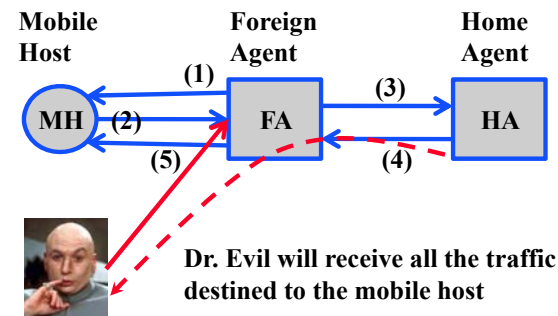 Mobile
Host
Foreign
Agent
Home
Agent
(1)
(3)
MH
(2)
FA
HA
(5)
(4)
Dr. Evil will receive all the traffic
destined to the mobile host